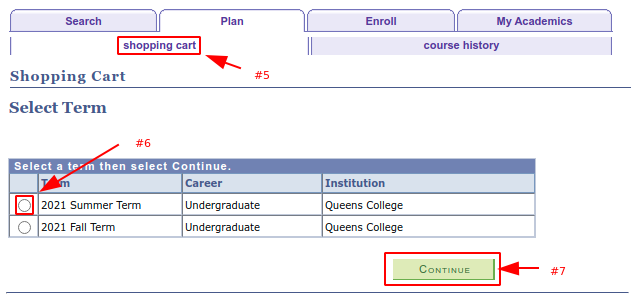 Search Plan Enroll My Academics
shopping cart course history
#5
Shopping Cart
Select Term
#6
Select a term then select Continue.
Term Career Institution
2021 Summer Term Undergraduate Queens College
2021 Fall Term Undergraduate Queens College
CONTINUE
#7